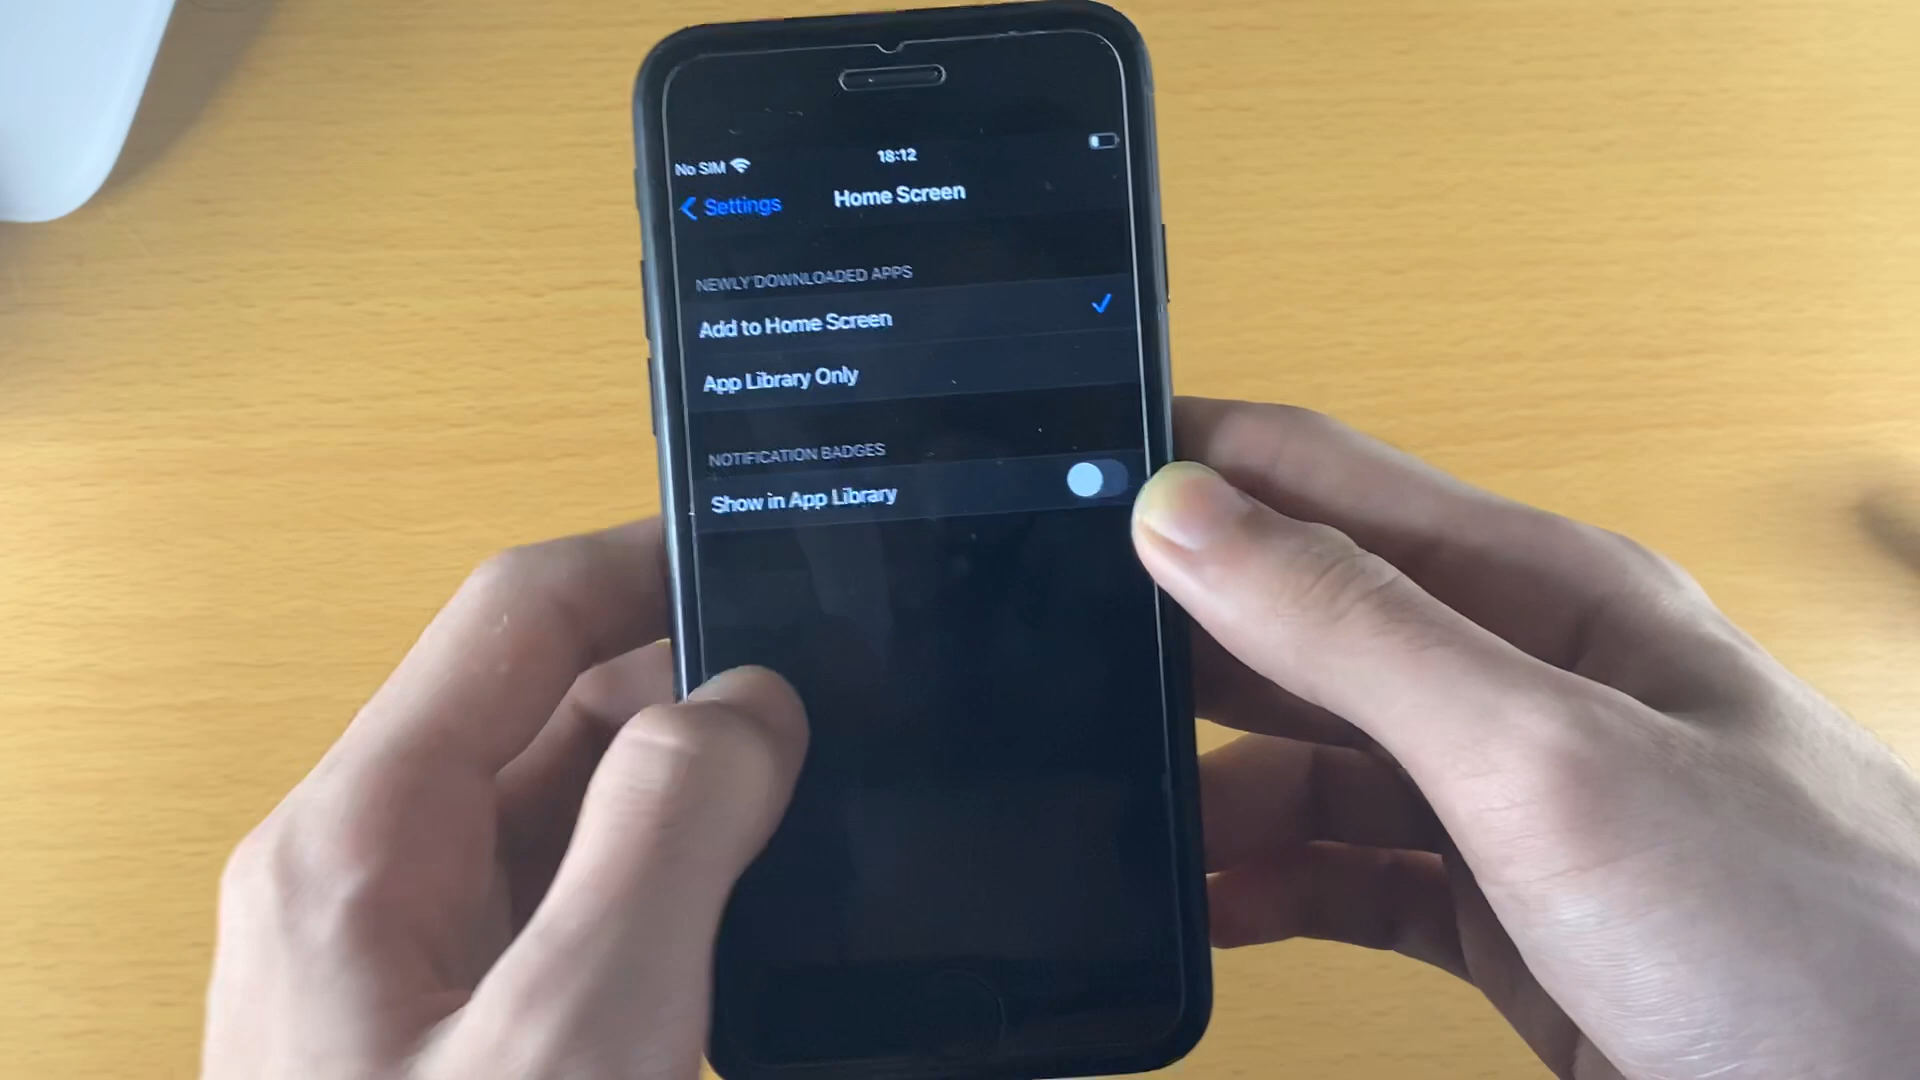 No SIM
18:12
Settings
Home Screen
NEWLY DOWNLOADED APPS
Add to Home Screen
App Library Only
NOTIFICATION BADGES
Show in App Library